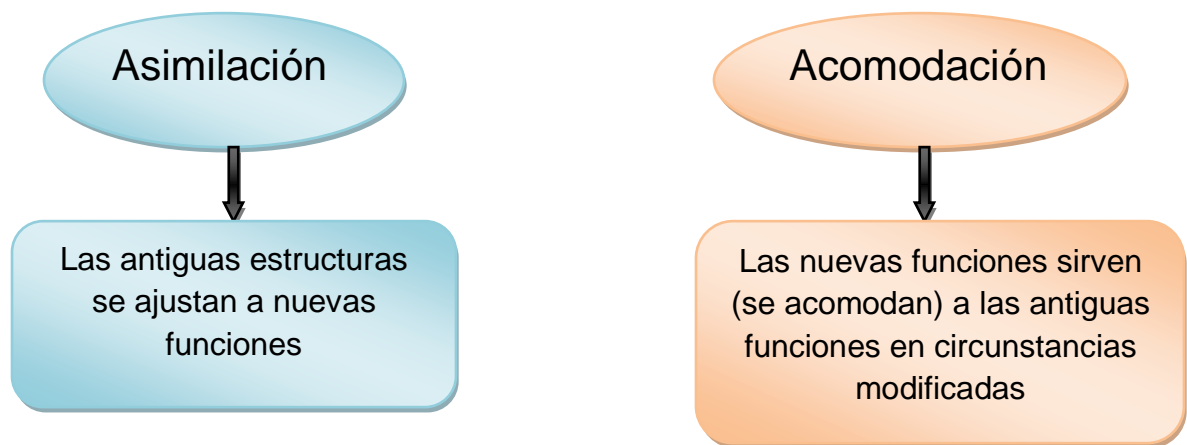 Asimilación
Acomodación
Las antiguas estructuras
se ajustan a nuevas
funciones
Las nuevas funciones sirven
(se acomodan) a las antiguas
funciones en circunstancias
modificadas